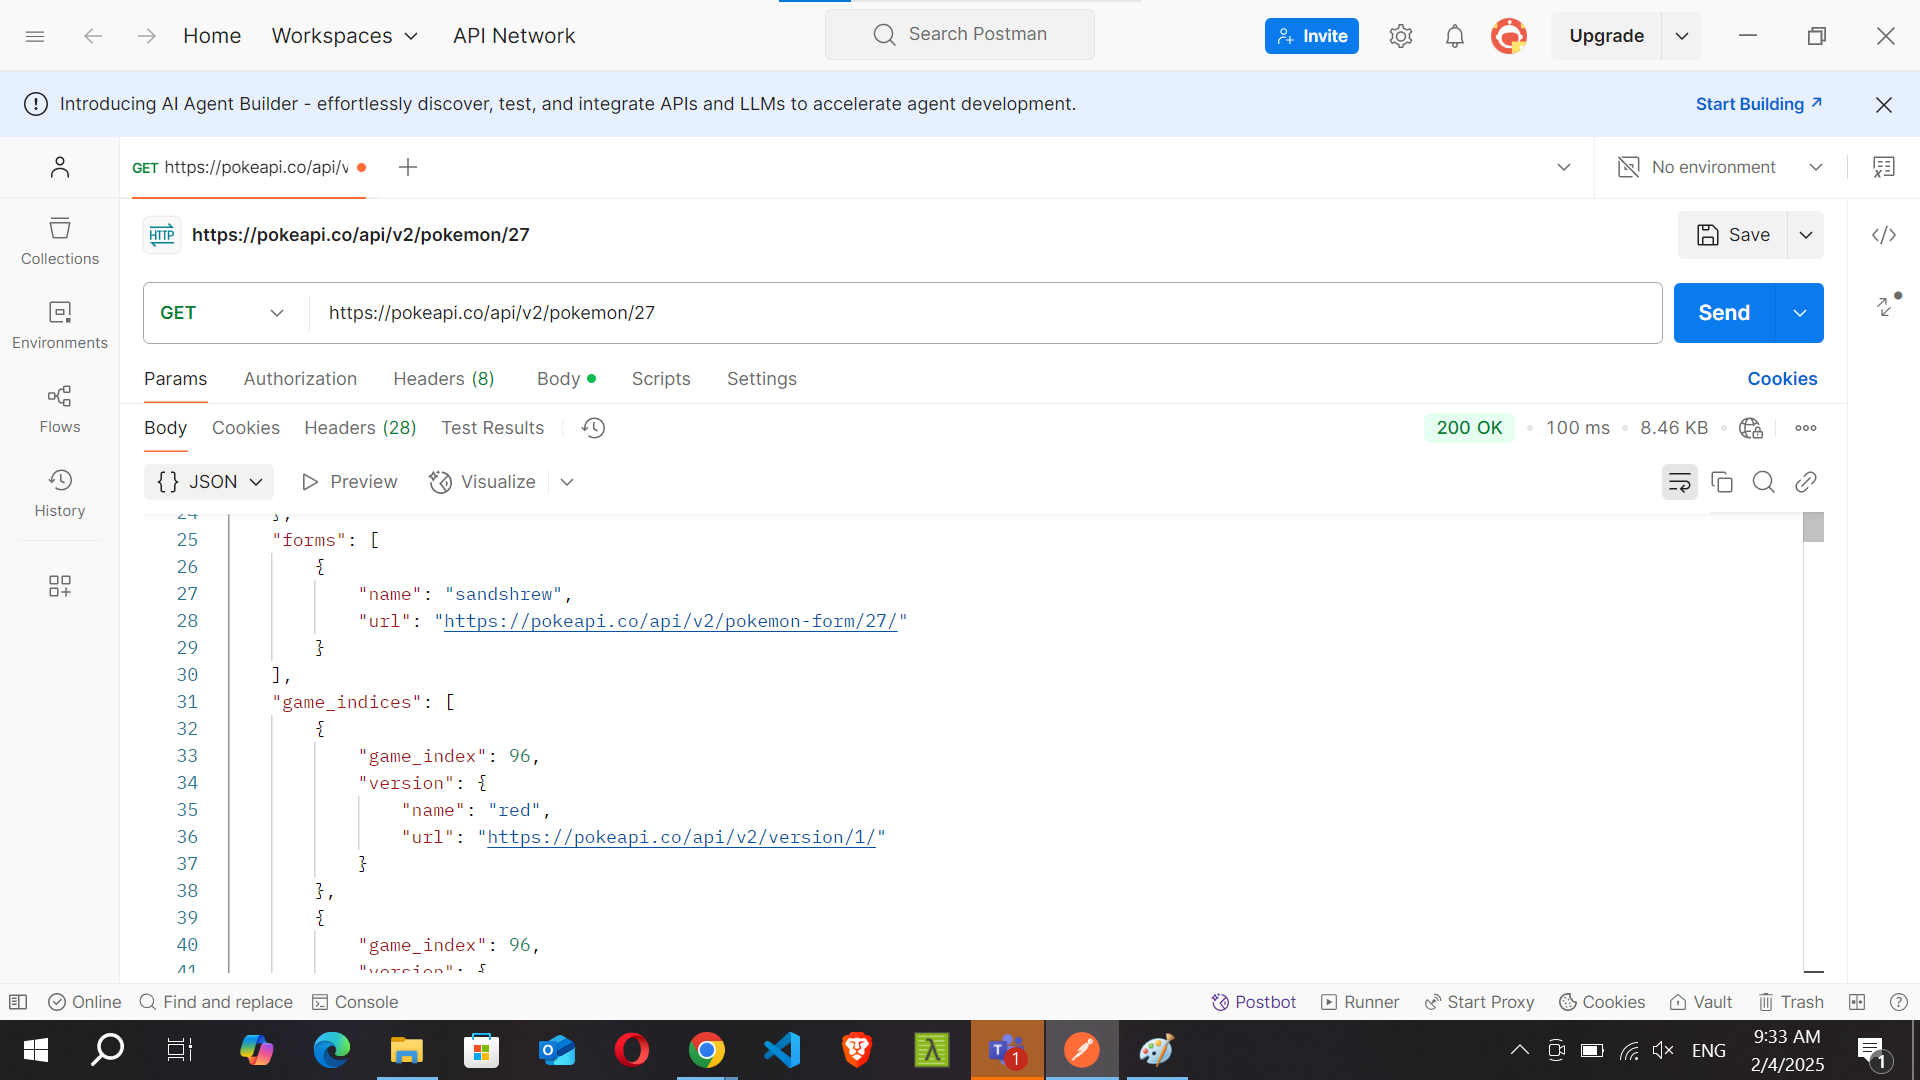 Home
Workspaces
API Network
Search Postman
Invite
Upgrade
Introducing AI Agent Builder - effortlessly discover, test, and integrate APIs and LLMs to accelerate agent development.
Start Building
GET https://pokeapi.co/api/v
No environment
Collections
Environments
Flows
History
HTTP
https://pokeapi.co/api/v2/pokemon/27
Save
GET
https://pokeapi.co/api/v2/pokemon/27
Send
Params
Authorization
Headers (8)
Body
Scripts
Settings
Cookies
Body
Cookies
Headers (28)
Test Results
200 OK
100 ms
8.46 KB
{} JSON
Preview
Visualize
24 },
25 "forms": [
26 {
27 "name": "sandshrew",
28 "url": "https://pokeapi.co/api/v2/pokemon-form/27/"
29 }
30 ],
31 "game_indices": [
32 {
33 "game_index": 96,
34 "version": {
35 "name": "red",
36 "url": "https://pokeapi.co/api/v2/version/1/"
37 }
38 },
39 {
40 "game_index": 96,
41 "version": {
Online
Find and replace
Console
Postbot
Runner
Start Proxy
Cookies
Vault
Trash
1
ENG
9:33 AM
2/4/2025
1